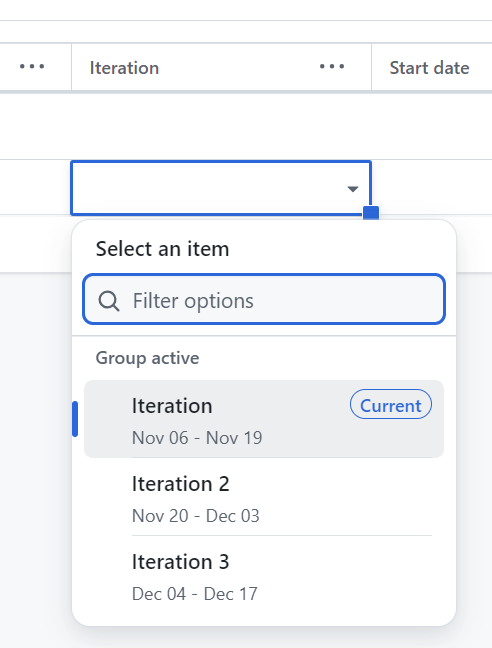 Iteration
Start date
Select an item
Filter options
Group active
Iteration
Current
Nov 06 - Nov 19
Iteration 2
Nov 20 - Dec 03
Iteration 3
Dec 04 - Dec 17